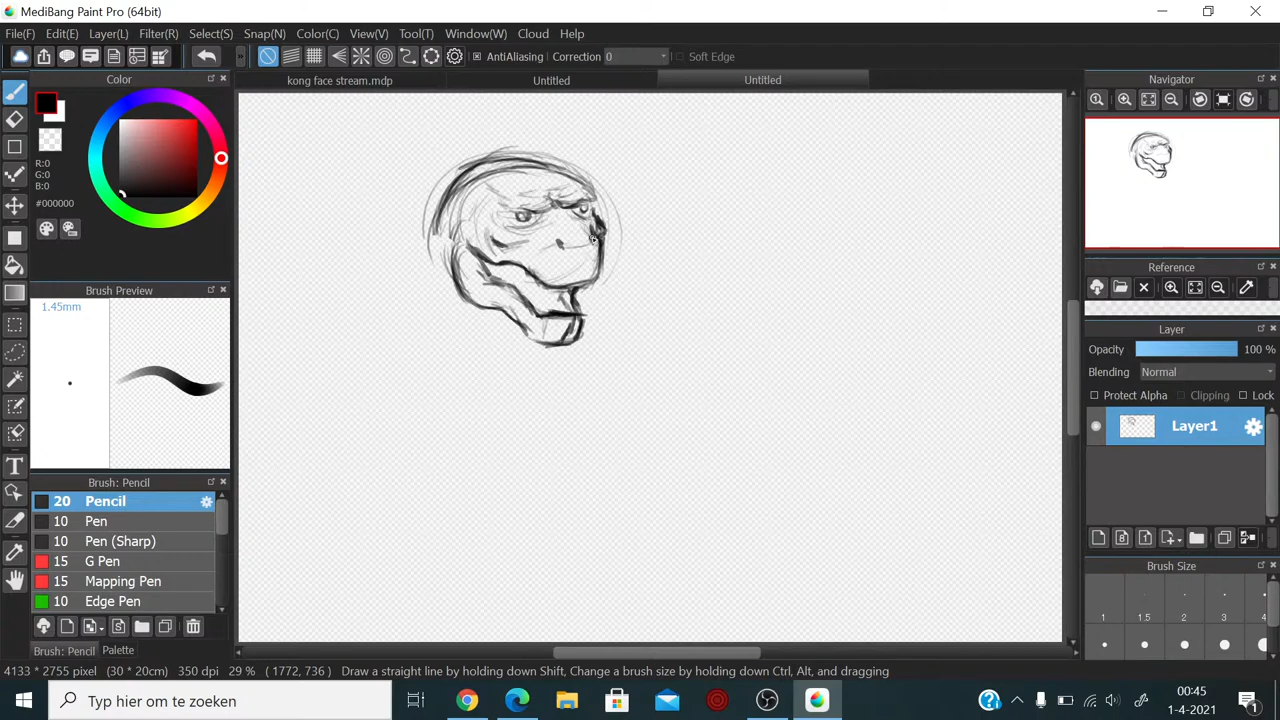 MediBang Paint Pro (64bit)
File(F) Edit(E) Layer(L) Filter(R) Select(S) Snap(N) Color(C) View(V) Tool(T) Window(W) Cloud Help
AntiAliasing Correction 0 Soft Edge
Color
kong face stream.mdp Untitled Untitled
Navigator
R:0
G:0
B:0
#000000
Brush Preview
1.45mm
Reference
Layer
Opacity 100 %
Blending Normal
Protect Alpha Clipping Lock
Layer1
Brush: Pencil
20 Pencil
10 Pen
10 Pen (Sharp)
15 G Pen
15 Mapping Pen
10 Edge Pen
Brush Size
1 1.5 2 3 4
Brush: Pencil Palette
4133 * 2755 pixel (30 * 20cm) 350 dpi 29 % ( 1772, 736 ) Draw a straight line by holding down Shift, Change a brush size by holding down Ctrl, Alt, and dragging
Typ hier om te zoeken
00:45
1-4-2021
1